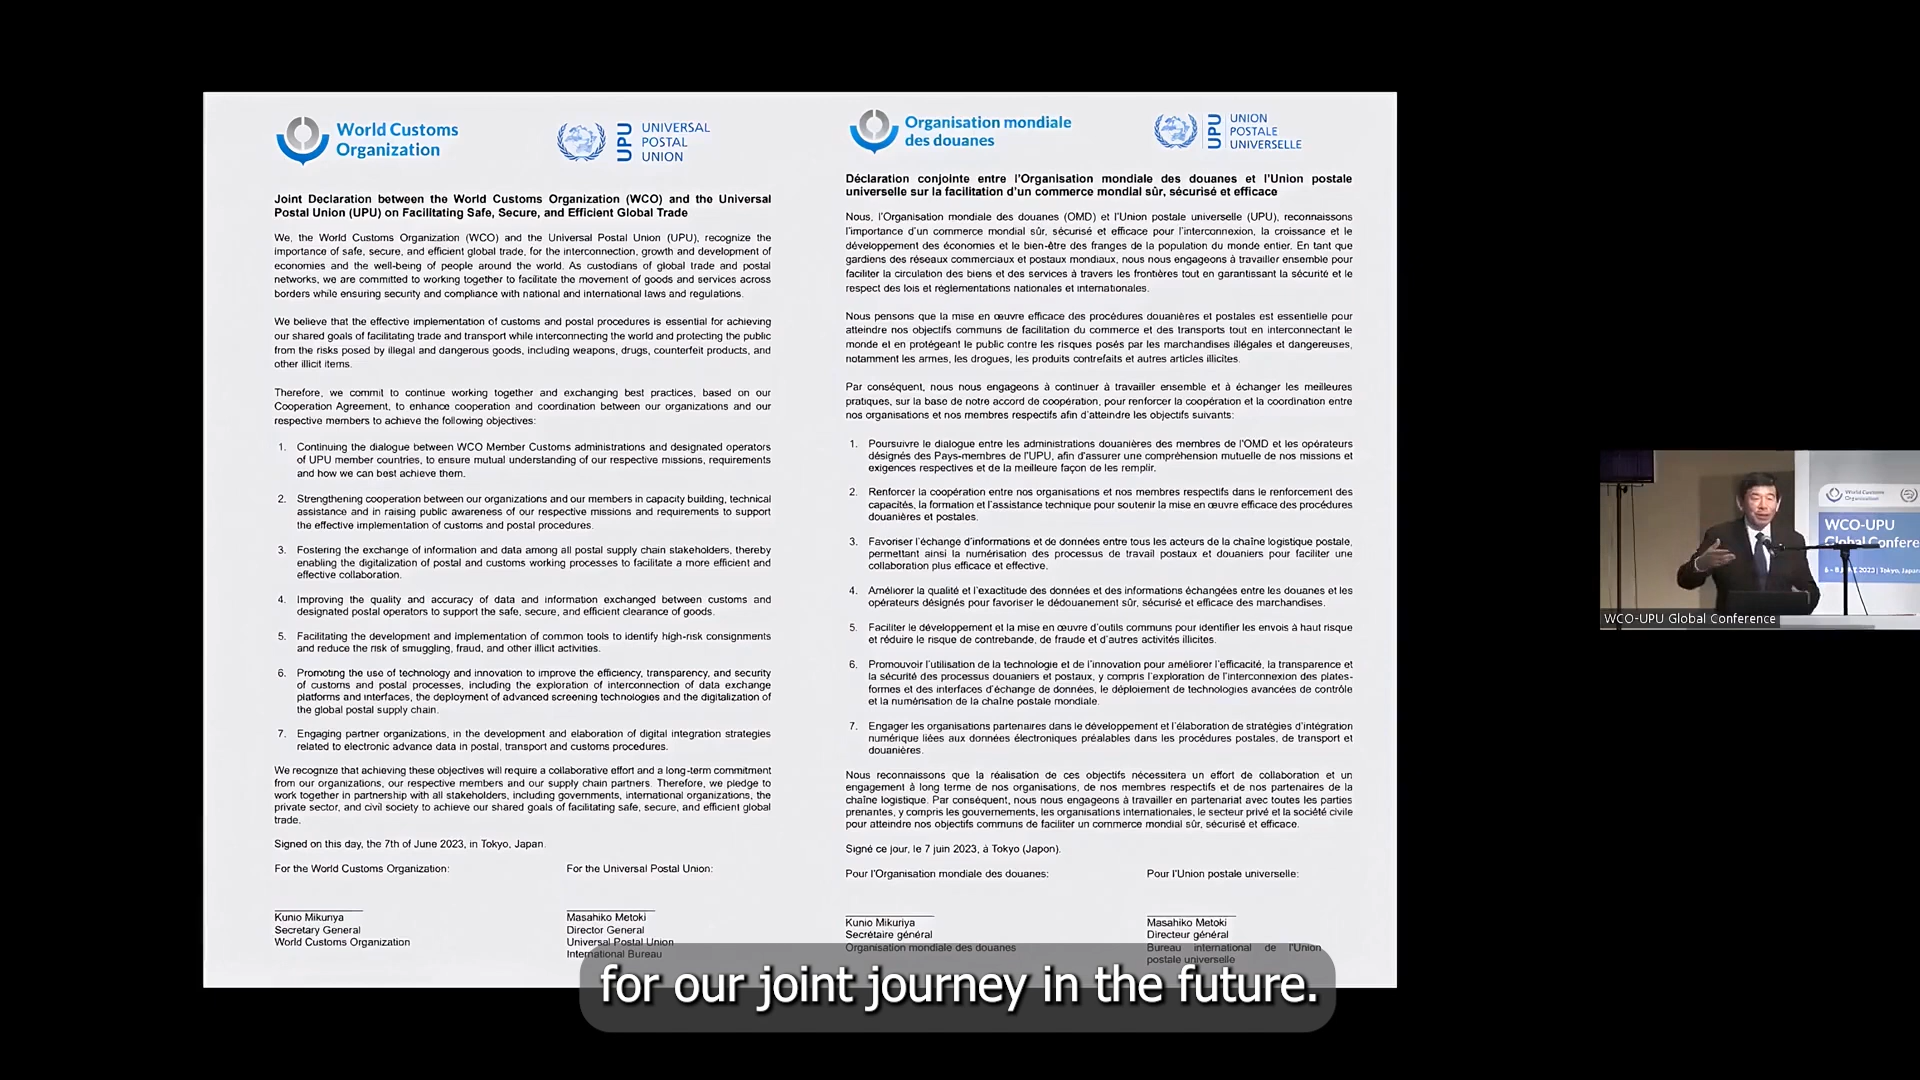 World Customs
Organization
UPU
UNIVERSAL
POSTAL
UNION
Joint Declaration between the World Customs Organization (WCO) and the Universal
Postal Union (UPU) on Facilitating Safe, Secure, and Efficient Global Trade
We, the World Customs Organization (WCO) and the Universal Postal Union (UPU), recognize the
importance of safe, secure, and efficient global trade, for the interconnection, growth and development of
economies and the well-being of people around the world. As custodians of global trade and postal
networks, we are committed to working together to facilitate the movement of goods and services across
borders while ensuring security and compliance with national and international laws and regulations.
We believe that the effective implementation of customs and postal procedures is essential for achieving
our shared goals of facilitating trade and transport while interconnecting the world and protecting the public
from the risks posed by illegal and dangerous goods, including weapons, drugs, counterfeit products, and
other illicit items.
Therefore, we commit to continue working together and exchanging best practices, based on our
Cooperation Agreement, to enhance cooperation and coordination between our organizations and our
respective members to achieve the following objectives:
1. Continuing the dialogue between WCO Member Customs administrations and designated operators
of UPU member countries, to ensure mutual understanding of our respective missions, requirements
and how we can best achieve them.
2. Strengthening cooperation between our organizations and our members in capacity building, technical
assistance and in raising public awareness of our respective missions and requirements to support
the effective implementation of customs and postal procedures.
3. Fostering the exchange of information and data among all postal supply chain stakeholders, thereby
enabling the digitalization of postal and customs working processes to facilitate a more efficient and
effective collaboration.
4. Improving the quality and accuracy of data and information exchanged between customs and
designated postal operators to support the safe, secure, and efficient clearance of goods.
5. Facilitating the development and implementation of common tools to identify high-risk consignments
and reduce the risk of smuggling, fraud, and other illicit activities.
6. Promoting the use of technology and innovation to improve the efficiency, transparency, and security
of customs and postal processes, including the exploration of interconnection of data exchange
platforms and interfaces, the deployment of advanced screening technologies and the digitalization of
the global postal supply chain.
7. Engaging partner organizations, in the development and elaboration of digital integration strategies
related to electronic advance data in postal, transport and customs procedures.
We recognize that achieving these objectives will require a collaborative effort and a long-term commitment
from our organizations, our respective members and our supply chain partners. Therefore, we pledge to
work together in partnership with all stakeholders, including governments, international organizations, the
private sector, and civil society to achieve our shared goals of facilitating safe, secure, and efficient global
trade.
Signed on this day, the 7th of June 2023, in Tokyo, Japan.
For the World Customs Organization:
For the Universal Postal Union:
Kunio Mikuriya
Secretary General
World Customs Organization
Masahiko Metoki
Director General
Universal Postal Union
International Bureau
Organisation mondiale
des douanes
UPU
UNION
POSTALE
UNIVERSELLE
Déclaration conjointe entre l'Organisation mondiale des douanes et l'Union postale
universelle sur la facilitation d'un commerce mondial sûr, sécurisé et efficace
Nous, l'Organisation mondiale des douanes (OMD) et l'Union postale universelle (UPU), reconnaissons
l'importance d'un commerce mondial sûr, sécurisé et efficace pour l'interconnexion, la croissance et le
développement des économies et le bien-être des franges de la population du monde entier. En tant que
gardiens des réseaux commerciaux et postaux mondiaux, nous nous engageons à travailler ensemble pour
faciliter la circulation des biens et des services à travers les frontières tout en garantissant la sécurité et le
respect des lois et réglementations nationales et internationales.
Nous pensons que la mise en œuvre efficace des procédures douanières et postales est essentielle pour
atteindre nos objectifs communs de facilitation du commerce et des transports tout en interconnectant le
monde et en protégeant le public contre les risques posés par les marchandises illégales et dangereuses,
notamment les armes, les drogues, les produits contrefaits et autres articles illicites.
Par conséquent, nous nous engageons à continuer à travailler ensemble et à échanger les meilleures
pratiques, sur la base de notre accord de coopération, pour renforcer la coopération et la coordination entre
nos organisations et nos membres respectifs afin d'atteindre les objectifs suivants:
1. Poursuivre le dialogue entre les administrations douanières des membres de l'OMD et les opérateurs
désignés des Pays-membres de l'UPU, afin d'assurer une compréhension mutuelle de nos missions et
exigences respectives et de la meilleure façon de les remplir.
2. Renforcer la coopération entre nos organisations et nos membres respectifs dans le renforcement des
capacités, la formation et l'assistance technique pour soutenir la mise en œuvre efficace des procédures
douanières et postales.
3. Favoriser l'échange d'informations et de données entre tous les acteurs de la chaîne logistique postale,
permettant ainsi la numérisation des processus de travail postaux et douaniers pour faciliter une
collaboration plus efficace et effective.
4. Améliorer la qualité et l'exactitude des données et des informations échangées entre les douanes et les
opérateurs désignés pour favoriser le dédouanement sûr, sécurisé et efficace des marchandises.
5. Faciliter le développement et la mise en œuvre d'outils communs pour identifier les envois à haut risque
et réduire le risque de contrebande, de fraude et d'autres activités illicites.
6. Promouvoir l'utilisation de la technologie et de l'innovation pour améliorer l'efficacité, la transparence et
la sécurité des processus douaniers et postaux, y compris l'exploration de l'interconnexion des plates-
formes et des interfaces d'échange de données, le déploiement de technologies avancées de contrôle
et la numérisation de la chaîne postale mondiale.
7. Engager les organisations partenaires dans le développement et l'élaboration de stratégies d'intégration
numérique liées aux données électroniques préalables dans les procédures postales, de transport et
douanières.
Nous reconnaissons que la réalisation de ces objectifs nécessitera un effort de collaboration et un
engagement à long terme de nos organisations, de nos membres respectifs et de nos partenaires de la
chaîne logistique. Par conséquent, nous nous engageons à travailler en partenariat avec toutes les parties
prenantes, y compris les gouvernements, les organisations internationales, le secteur privé et la société civile
pour atteindre nos objectifs communs de faciliter un commerce mondial sûr, sécurisé et efficace.
Signé ce jour, le 7 juin 2023, à Tokyo (Japon).
Pour l'Organisation mondiale des douanes:
Pour l'Union postale universelle:
Kunio Mikuriya
Secrétaire général
Organisation mondiale des douanes
Masahiko Metoki
Directeur général
Bureau international de l'Union
postale universelle
for our joint journey in the future.
World Customs
Organization
WCO-UPU
Global Confere
6 - 8 JUNE 2023 | Tokyo, Japan
WCO-UPU Global Conference